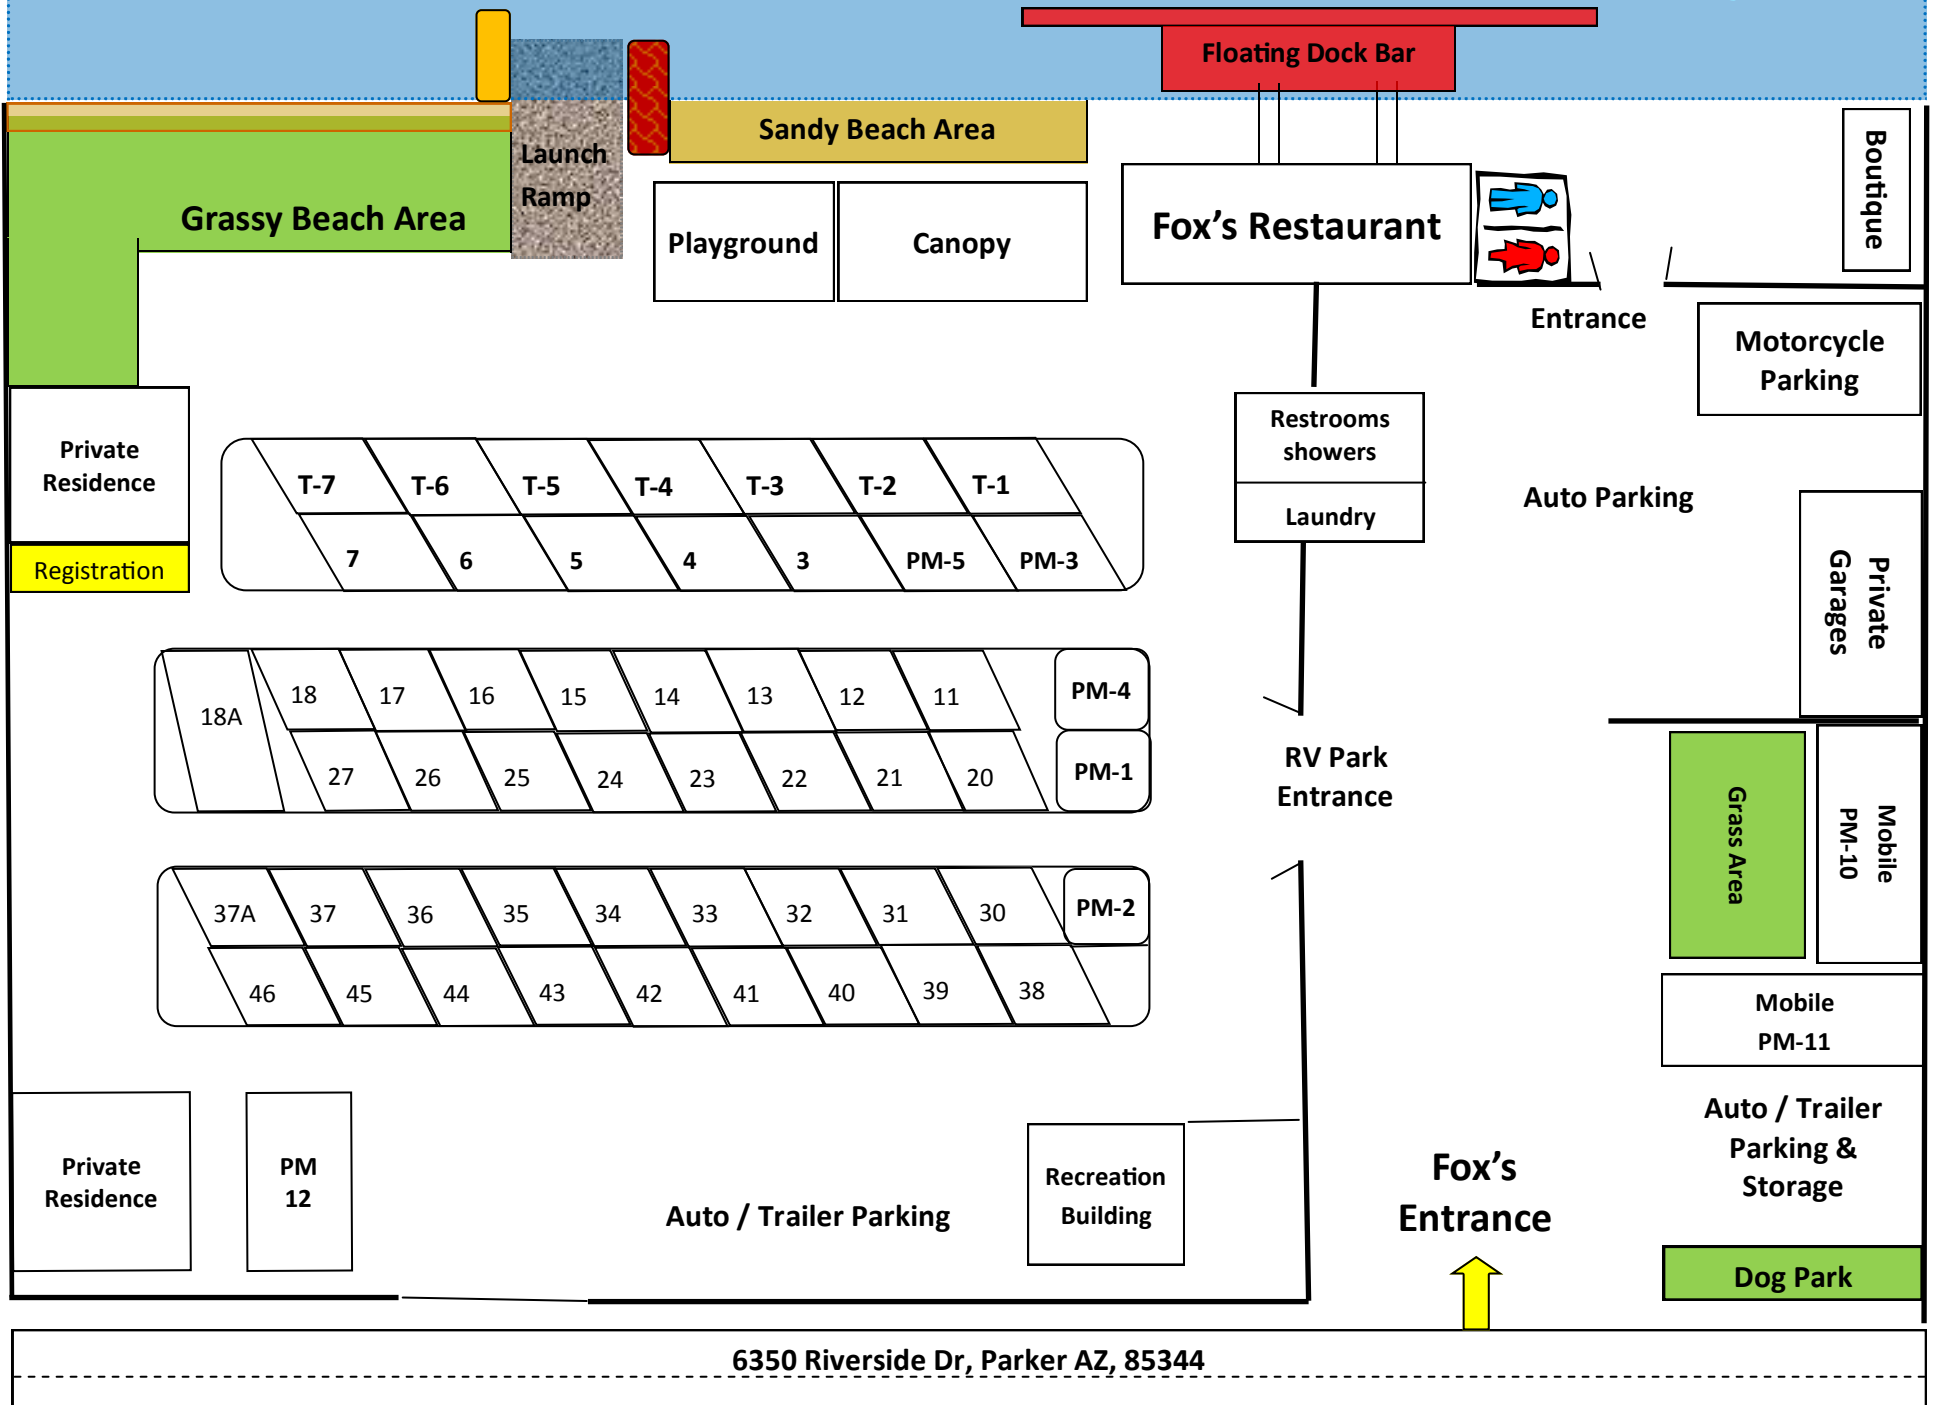 Floating Dock Bar
Sandy Beach Area
Launch
Ramp
Grassy Beach Area
Playground
Canopy
Fox's Restaurant
Boutique
Entrance
Motorcycle
Parking
Private
Residence
Registration
Restrooms
showers
Laundry
Auto Parking
Private
Garages
T-7 T-6 T-5 T-4 T-3 T-2 T-1
7 6 5 4 3 PM-5 PM-3
18A
18 17 16 15 14 13 12 11 PM-4
27 26 25 24 23 22 21 20 PM-1
RV Park
Entrance
Grass Area
Mobile
PM-10
37A 37 36 35 34 33 32 31 30 PM-2
46 45 44 43 42 41 40 39 38
Mobile
PM-11
Auto / Trailer
Parking &
Storage
Private
Residence
PM
12
Auto / Trailer Parking
Recreation
Building
Fox's
Entrance
Dog Park
6350 Riverside Dr, Parker AZ, 85344